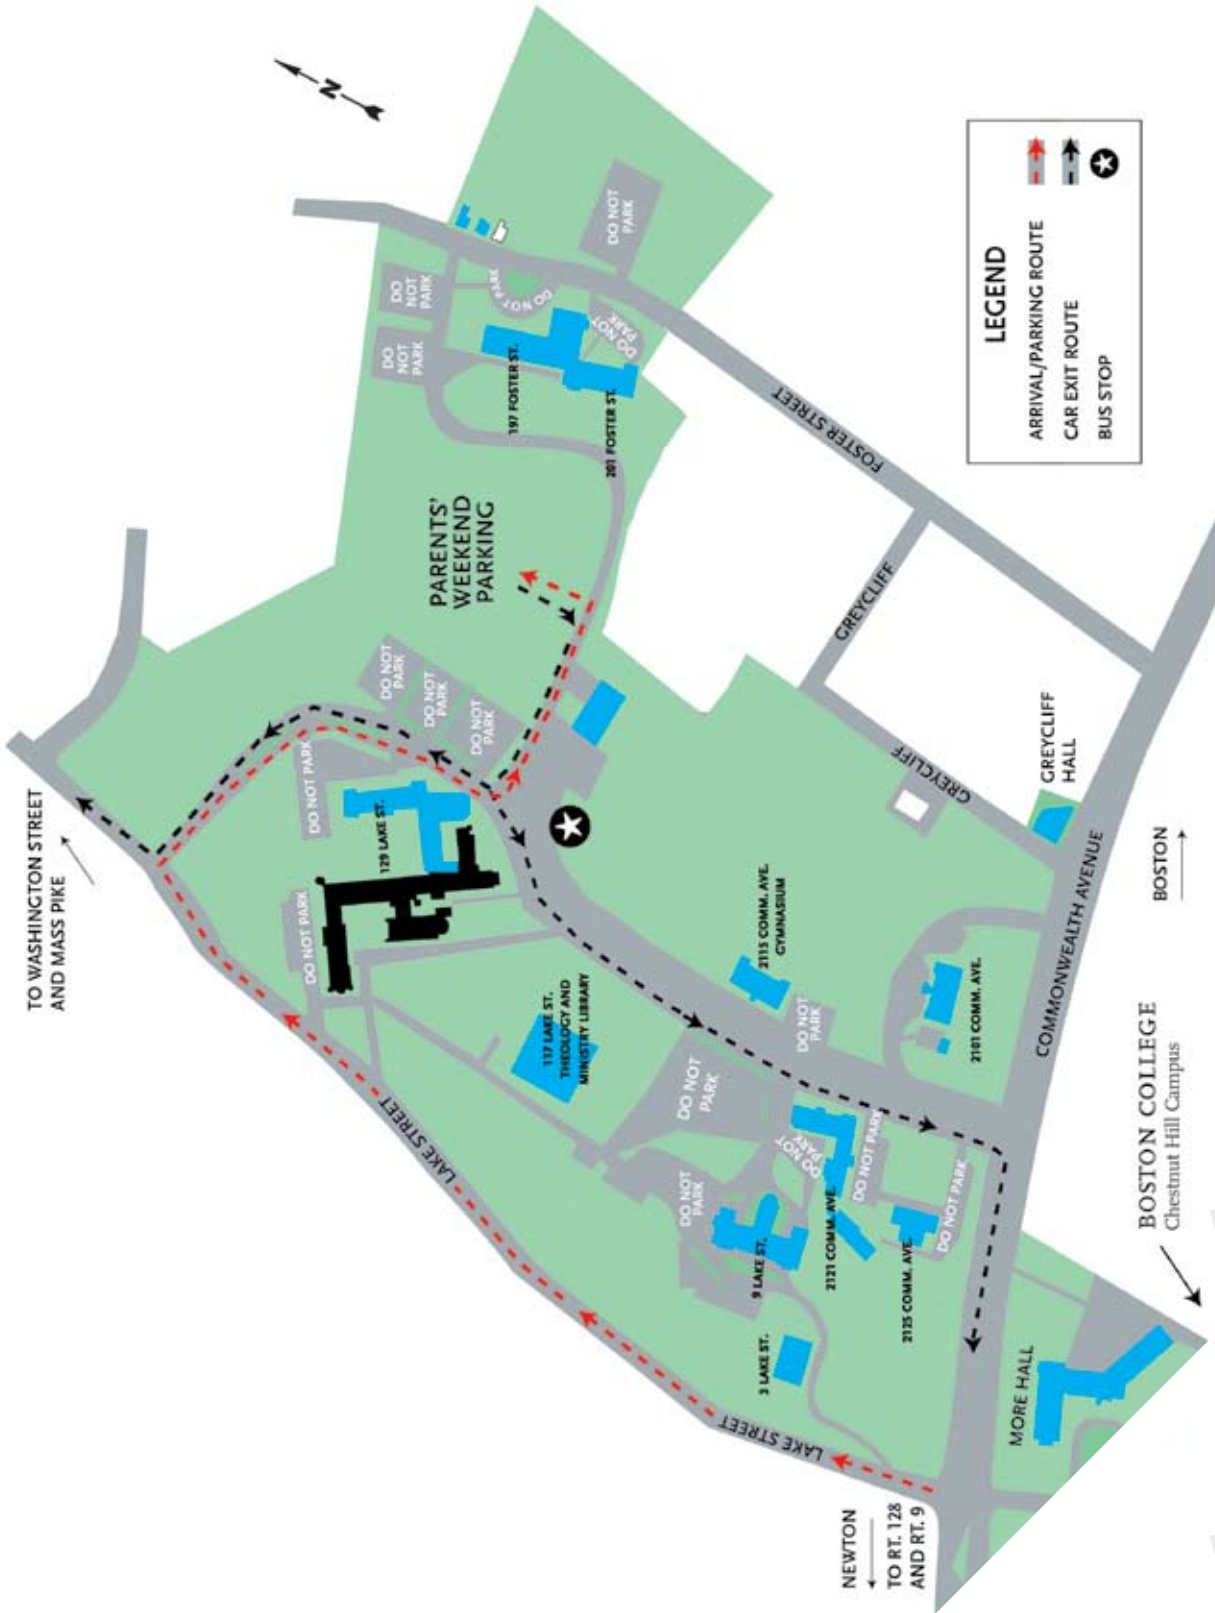 TO WASHINGTON STREET
AND MASS PIKE
N
DO NOT
PARK
DO
NOT
PARK
DO
NOT
PARK
DO NOT PARK
DO NOT
PARK
197 FOSTER ST.
201 FOSTER ST.
FOSTER STREET
PARENTS'
WEEKEND
PARKING
DO NOT
PARK
DO NOT
PARK
DO NOT
PARK
DO NOT PARK
129 LAKE ST.
DO NOT PARK
LAKE STREET
117 LAKE ST.
THEOLOGY AND
MINISTRY LIBRARY
2115 COMM. AVE.
GYMNASIUM
DO NOT
PARK
DO NOT
PARK
DO NOT
PARK
DO NOT
PARK
DO NOT PARK
DO NOT PARK
9 LAKE ST.
2121 COMM. AVE.
2125 COMM. AVE.
3 LAKE ST.
LAKE STREET
2101 COMM. AVE.
GREYCLIFF
GREYCLIFF
GREYCLIFF
HALL
COMMONWEALTH AVENUE
BOSTON
BOSTON COLLEGE
Chestnut Hill Campus
MORE HALL
NEWTON
TO RT. 128
AND RT. 9
LEGEND
ARRIVAL/PARKING ROUTE
CAR EXIT ROUTE
BUS STOP